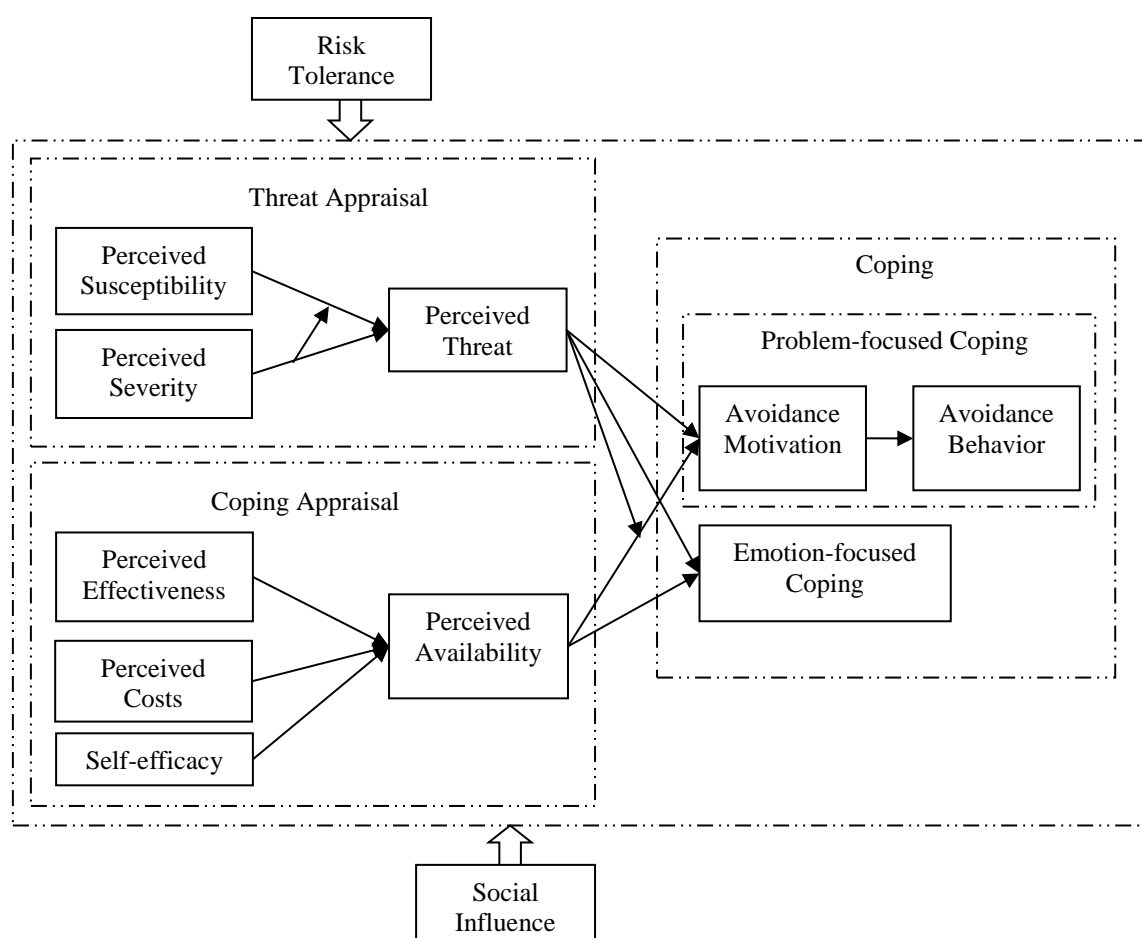 Risk
Tolerance
Threat Appraisal
Perceived
Susceptibility
Perceived
Severity
Perceived
Threat
Coping
Problem-focused Coping
Avoidance
Motivation
Avoidance
Behavior
Emotion-focused
Coping
Coping Appraisal
Perceived
Effectiveness
Perceived
Costs
Self-efficacy
Perceived
Availability
Social
Influence